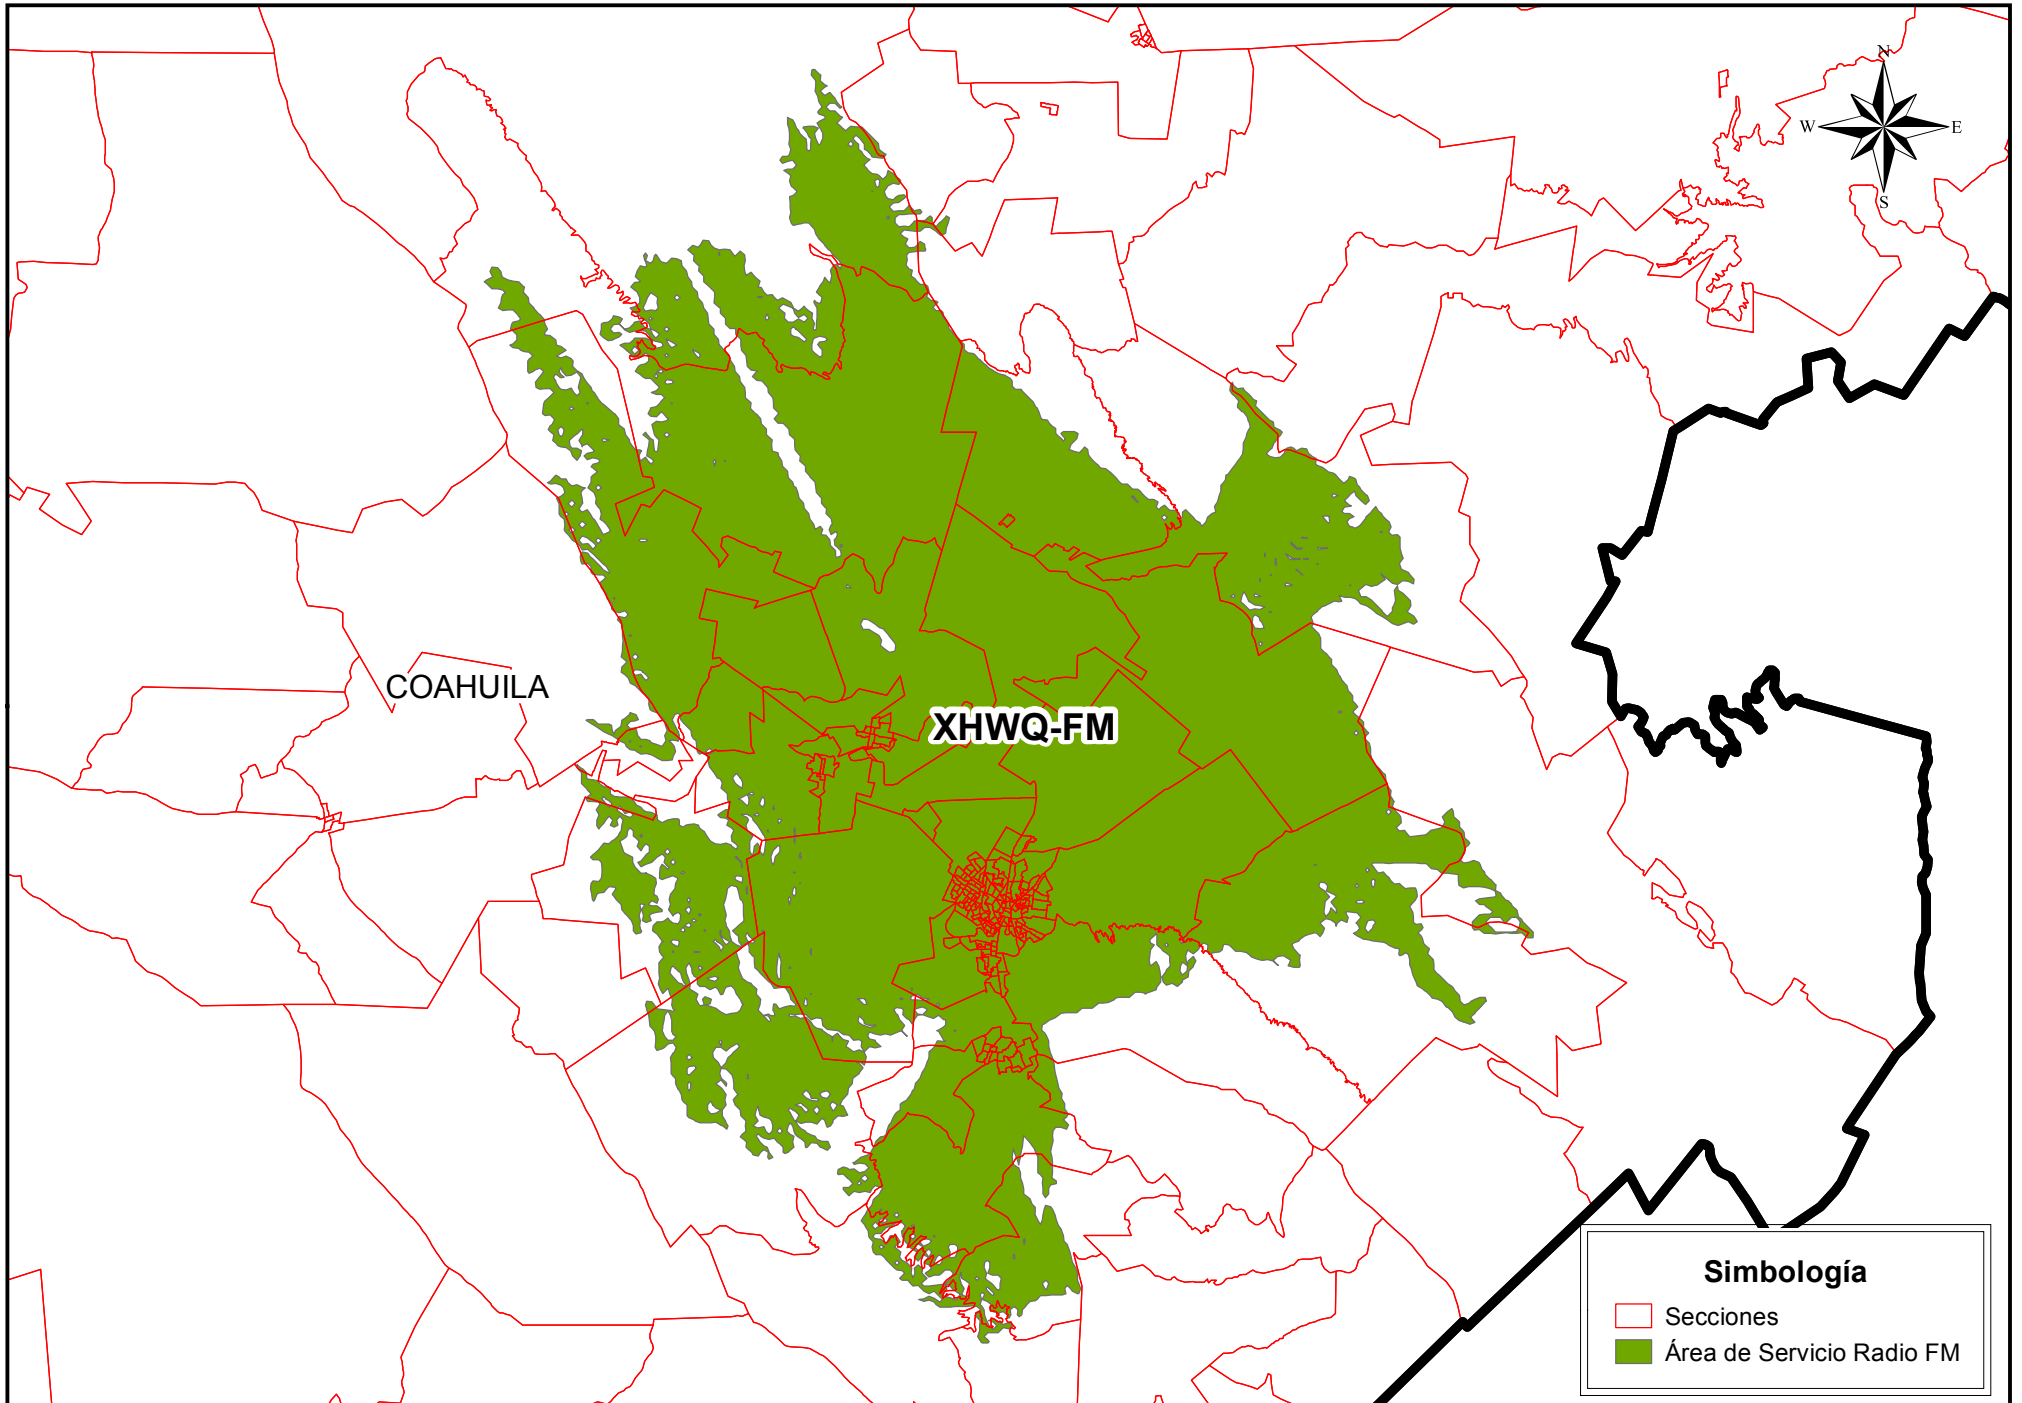 N
W E
S
COAHUILA
XHWQ-FM
Simbología
Secciones
Área de Servicio Radio FM